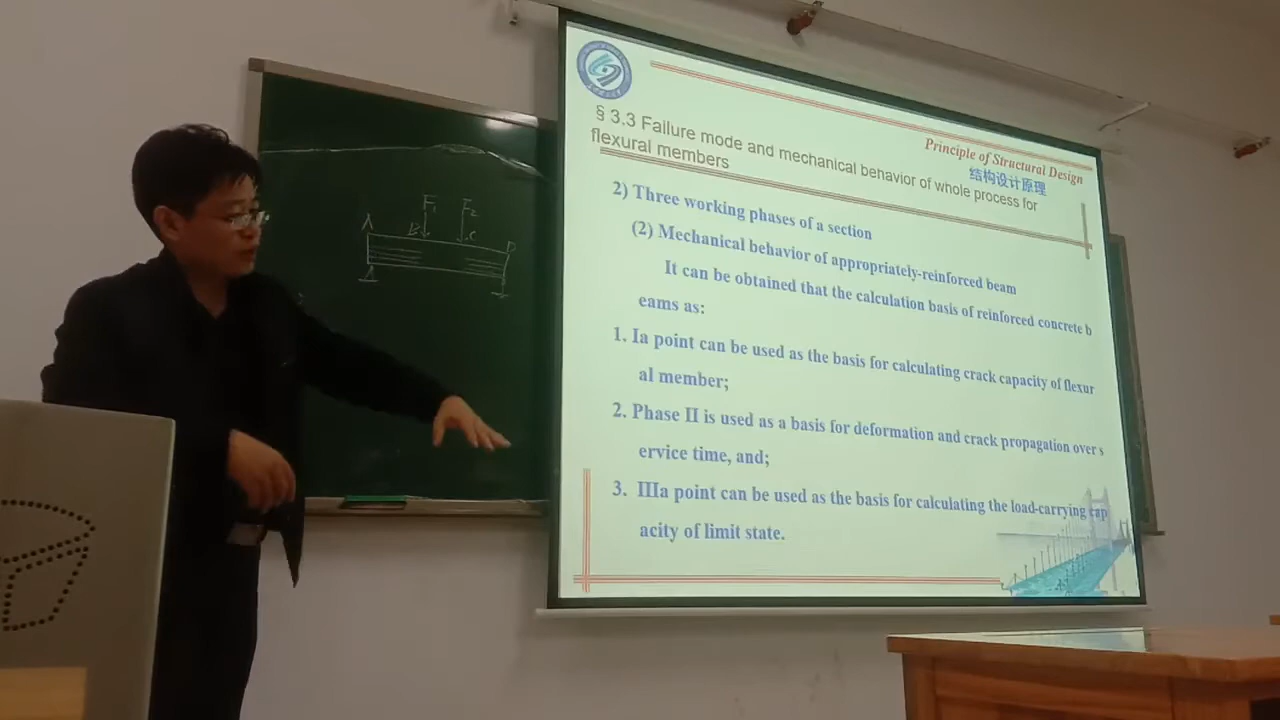 § 3.3 Failure mode and mechanical behavior of whole process for
flexural members
Principle of Structural Design
结构设计原理
2) Three working phases of a section
(2) Mechanical behavior of appropriately-reinforced beam
It can be obtained that the calculation basis of reinforced concrete b
eams as:
1. Ia point can be used as the basis for calculating crack capacity of flexur
al member;
2. Phase II is used as a basis for deformation and crack propagation over s
ervice time, and;
3. IIIa point can be used as the basis for calculating the load-carrying cap
acity of limit state.
F1 F2
A B C D